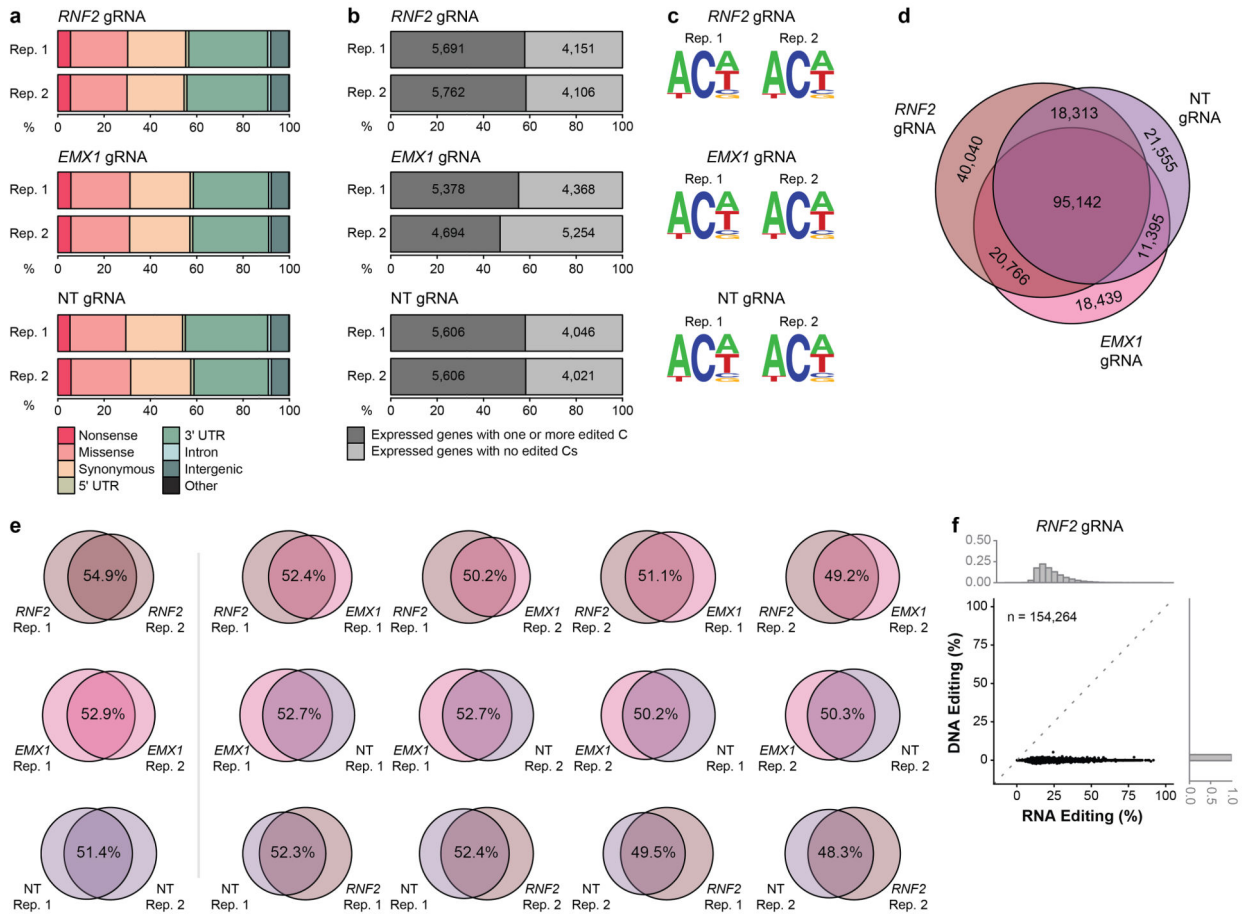 a
RNF2 gRNA
Rep. 1
Rep. 2
%
0 20 40 60 80 100
EMX1 gRNA
Rep. 1
Rep. 2
%
0 20 40 60 80 100
NT gRNA
Rep. 1
Rep. 2
%
0 20 40 60 80 100
Nonsense
Missense
Synonymous
5' UTR
3' UTR
Intron
Intergenic
Other
b
RNF2 gRNA
Rep. 1
5,691 4,151
Rep. 2
5,762 4,106
%
0 20 40 60 80 100
EMX1 gRNA
Rep. 1
5,378 4,368
Rep. 2
4,694 5,254
%
0 20 40 60 80 100
NT gRNA
Rep. 1
5,606 4,046
Rep. 2
5,606 4,021
%
0 20 40 60 80 100
Expressed genes with one or more edited C
Expressed genes with no edited Cs
c
RNF2 gRNA
Rep. 1 Rep. 2
ACA ACA
T T
EMX1 gRNA
Rep. 1 Rep. 2
ACA ACA
T T
NT gRNA
Rep. 1 Rep. 2
ACA ACA
T T
d
RNF2
gRNA
NT
gRNA
18,313
40,040
21,555
95,142
20,766
11,395
18,439
EMX1
gRNA
e
54.9%
RNF2
Rep. 1
RNF2
Rep. 2
52.4%
RNF2
Rep. 1
EMX1
Rep. 1
50.2%
RNF2
Rep. 1
EMX1
Rep. 2
51.1%
RNF2
Rep. 2
EMX1
Rep. 1
49.2%
RNF2
Rep. 2
EMX1
Rep. 2
52.9%
EMX1
Rep. 1
EMX1
Rep. 2
52.7%
EMX1
Rep. 1
NT
Rep. 1
52.7%
EMX1
Rep. 1
NT
Rep. 2
50.2%
EMX1
Rep. 2
NT
Rep. 1
50.3%
EMX1
Rep. 2
NT
Rep. 2
51.4%
NT
Rep. 1
NT
Rep. 2
52.3%
NT
Rep. 1
RNF2
Rep. 1
52.4%
NT
Rep. 1
RNF2
Rep. 2
49.5%
NT
Rep. 2
RNF2
Rep. 1
48.3%
NT
Rep. 2
RNF2
Rep. 2
f
RNF2 gRNA
0.50
0.25
0.00
n = 154,264
100
75
50
25
0
DNA Editing (%)
0 25 50 75 100
RNA Editing (%)
0.0
0.5
1.0